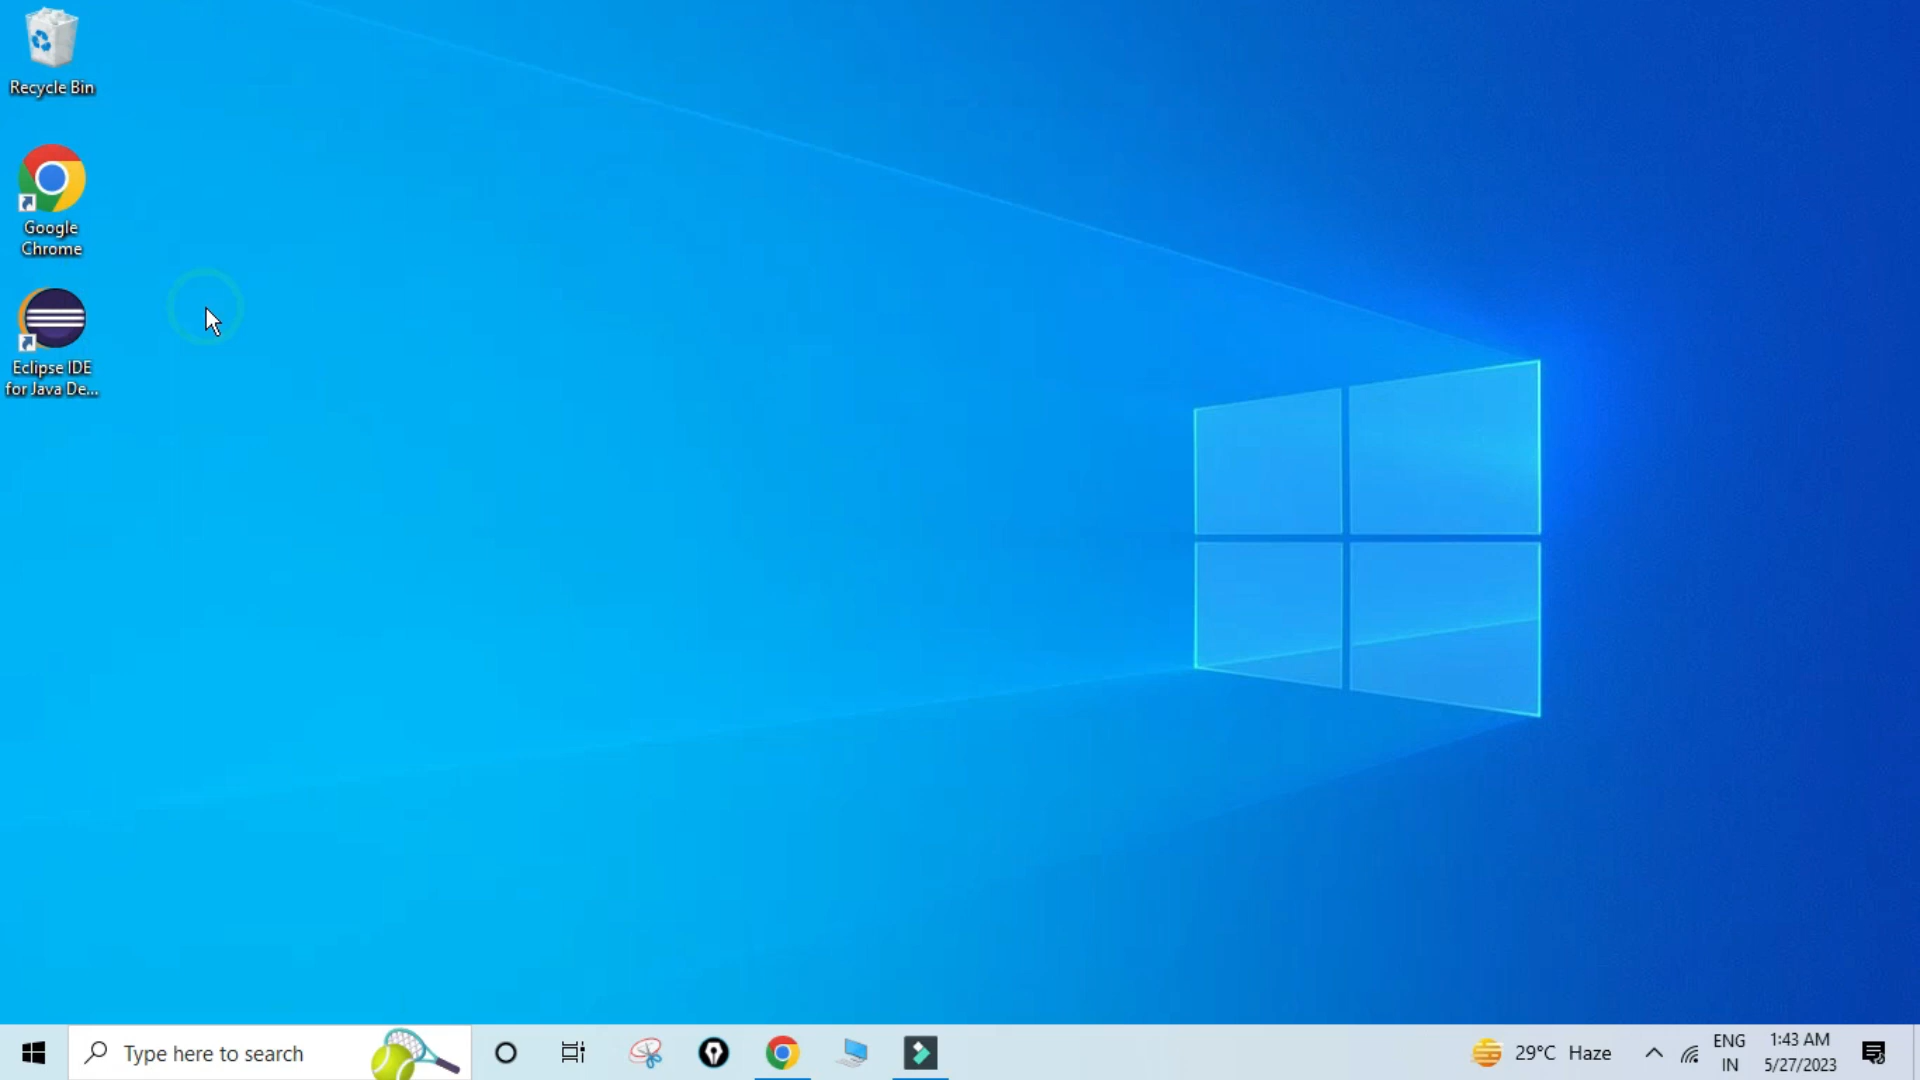 Recycle Bin
Google
Chrome
Eclipse IDE
for Java De...
Type here to search
29°C Haze
ENG
IN
1:43 AM
5/27/2023